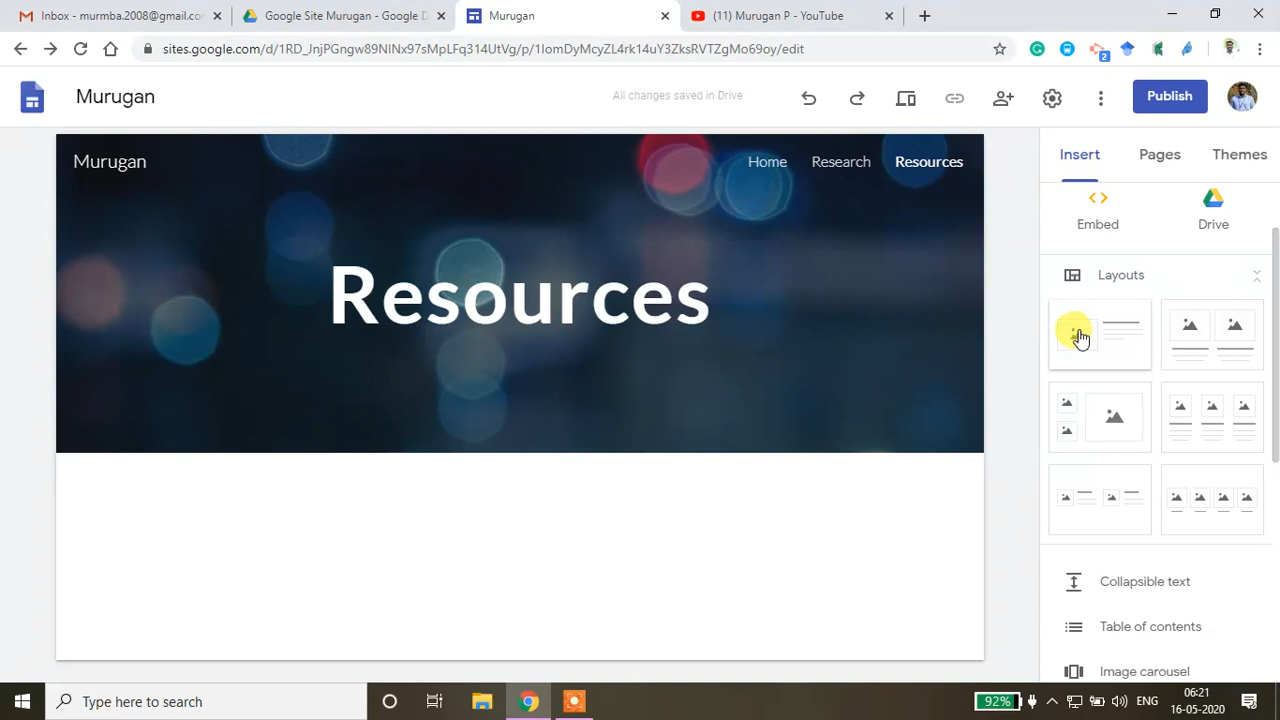 Inbox - murmba.2008@gmail.co
Google Site Murugan - Google D
Murugan
(11) Murugan P - YouTube
sites.google.com/d/1RD_JnjPGngw89NINx97sMpLFq314UtVg/p/1IomDyMcyZL4rk14uY3ZksRVTZgMo69oy/edit
2
Murugan
All changes saved in Drive
Publish
Murugan
Home
Research
Resources
Resources
Insert
Pages
Themes
Embed
Drive
Layouts
Collapsible text
Table of contents
Image carousel
Type here to search
92%
ENG
06:21
16-05-2020